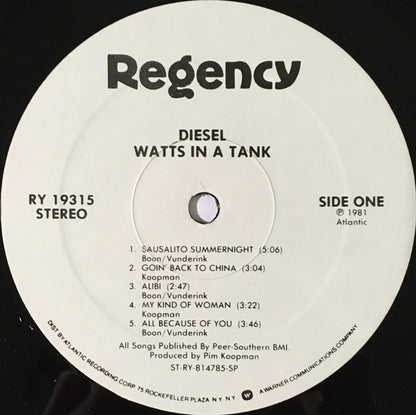 Regency
DIESEL
WATTS IN A TANK
RY 19315
STEREO
SIDE ONE
℗ 1981
Atlantic
1. SAUSALITO SUMMERNIGHT (5:06)
Boon/Vunderink
2. GOIN' BACK TO CHINA (3:04)
Koopman
3. ALIBI (2:47)
Boon/Vunderink
4. MY KIND OF WOMAN (3:22)
Koopman
5. ALL BECAUSE OF YOU (3:46)
Boon/Vunderink
All Songs Published By Peer-Southern BMI.
Produced by Pim Koopman
ST-RY-814785-SP
DIST BY ATLANTIC RECORDING CORP 75 ROCKEFELLER PLAZA N Y N Y
A WARNER COMMUNICATIONS COMPANY